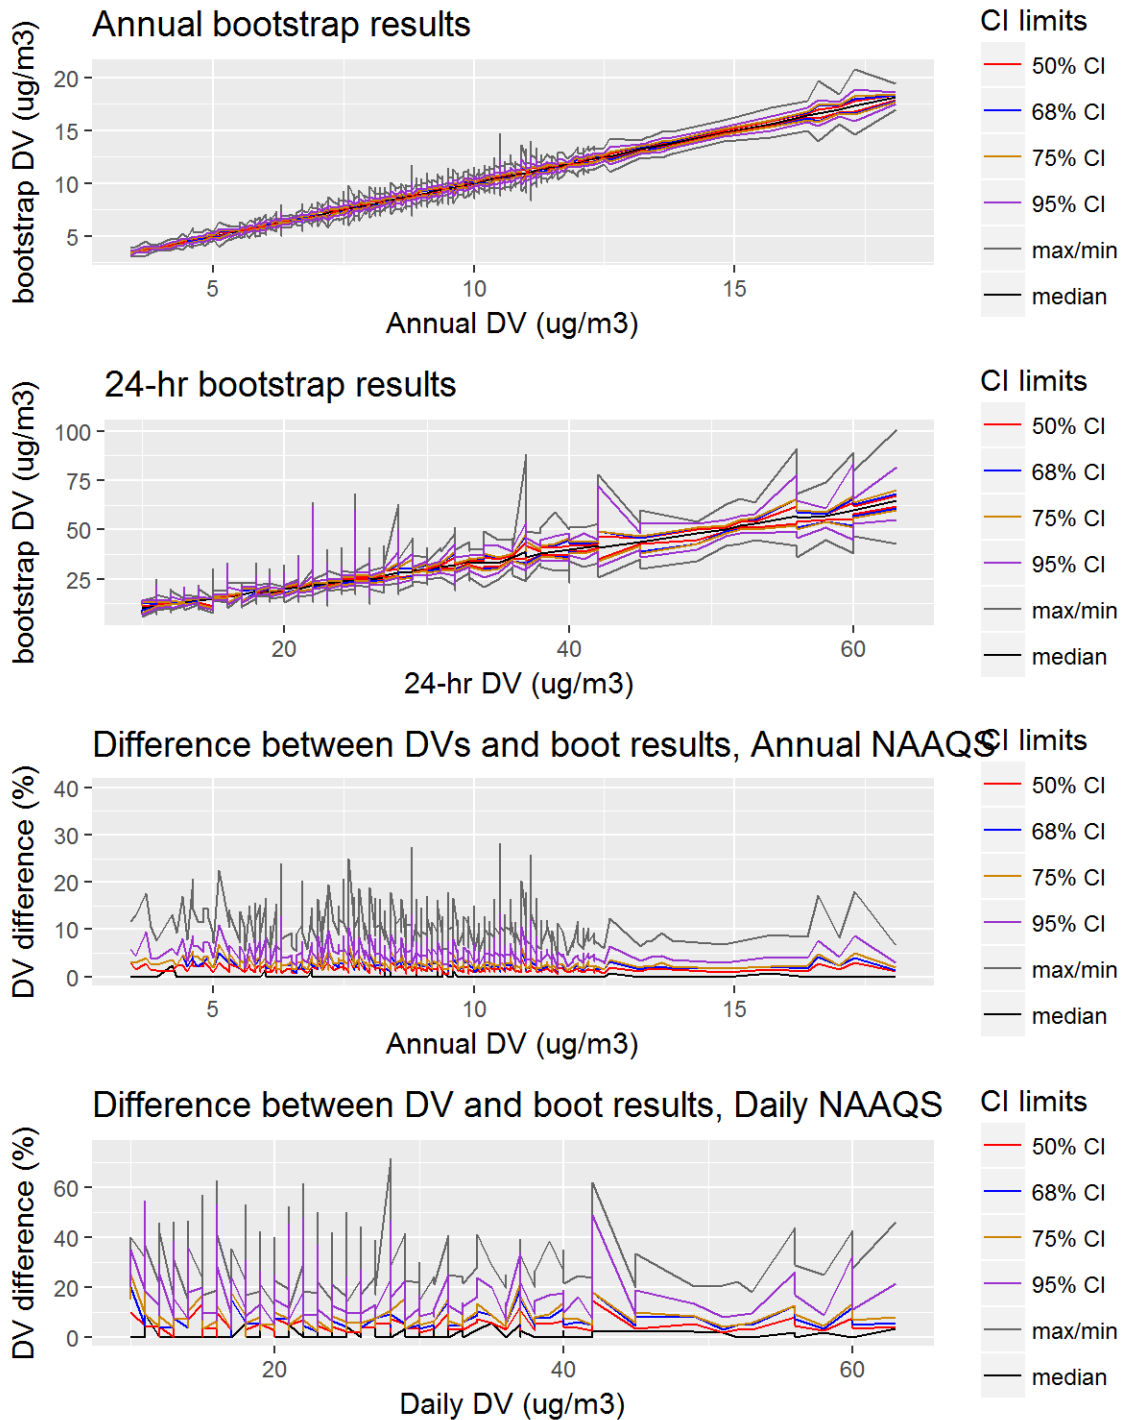 Annual bootstrap results
bootstrap DV (ug/m3)
20
15
10
5
5 10 15
Annual DV (ug/m3)
CI limits
50% CI
68% CI
75% CI
95% CI
max/min
median
24-hr bootstrap results
bootstrap DV (ug/m3)
100
75
50
25
20 40 60
24-hr DV (ug/m3)
CI limits
50% CI
68% CI
75% CI
95% CI
max/min
median
Difference between DVs and boot results, Annual NAAQS
DV difference (%)
40
30
20
10
0
5 10 15
Annual DV (ug/m3)
CI limits
50% CI
68% CI
75% CI
95% CI
max/min
median
Difference between DV and boot results, Daily NAAQS
DV difference (%)
60
40
20
0
20 40 60
Daily DV (ug/m3)
CI limits
50% CI
68% CI
75% CI
95% CI
max/min
median